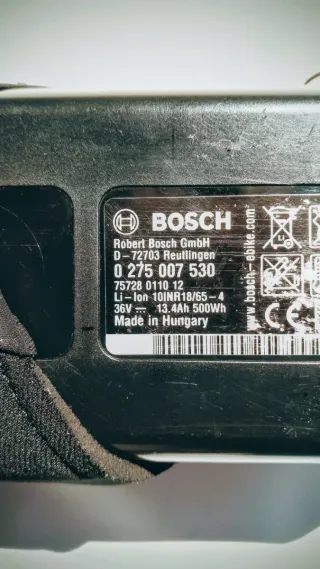 BOSCH
Robert Bosch GmbH
D-72703 Reutlingen
0 275 007 530
75728 0110 12
Li-Ion 10INR18/65-4
36V 13.4Ah 500Wh
Made in Hungary
www.bosch-ebike.com
CE